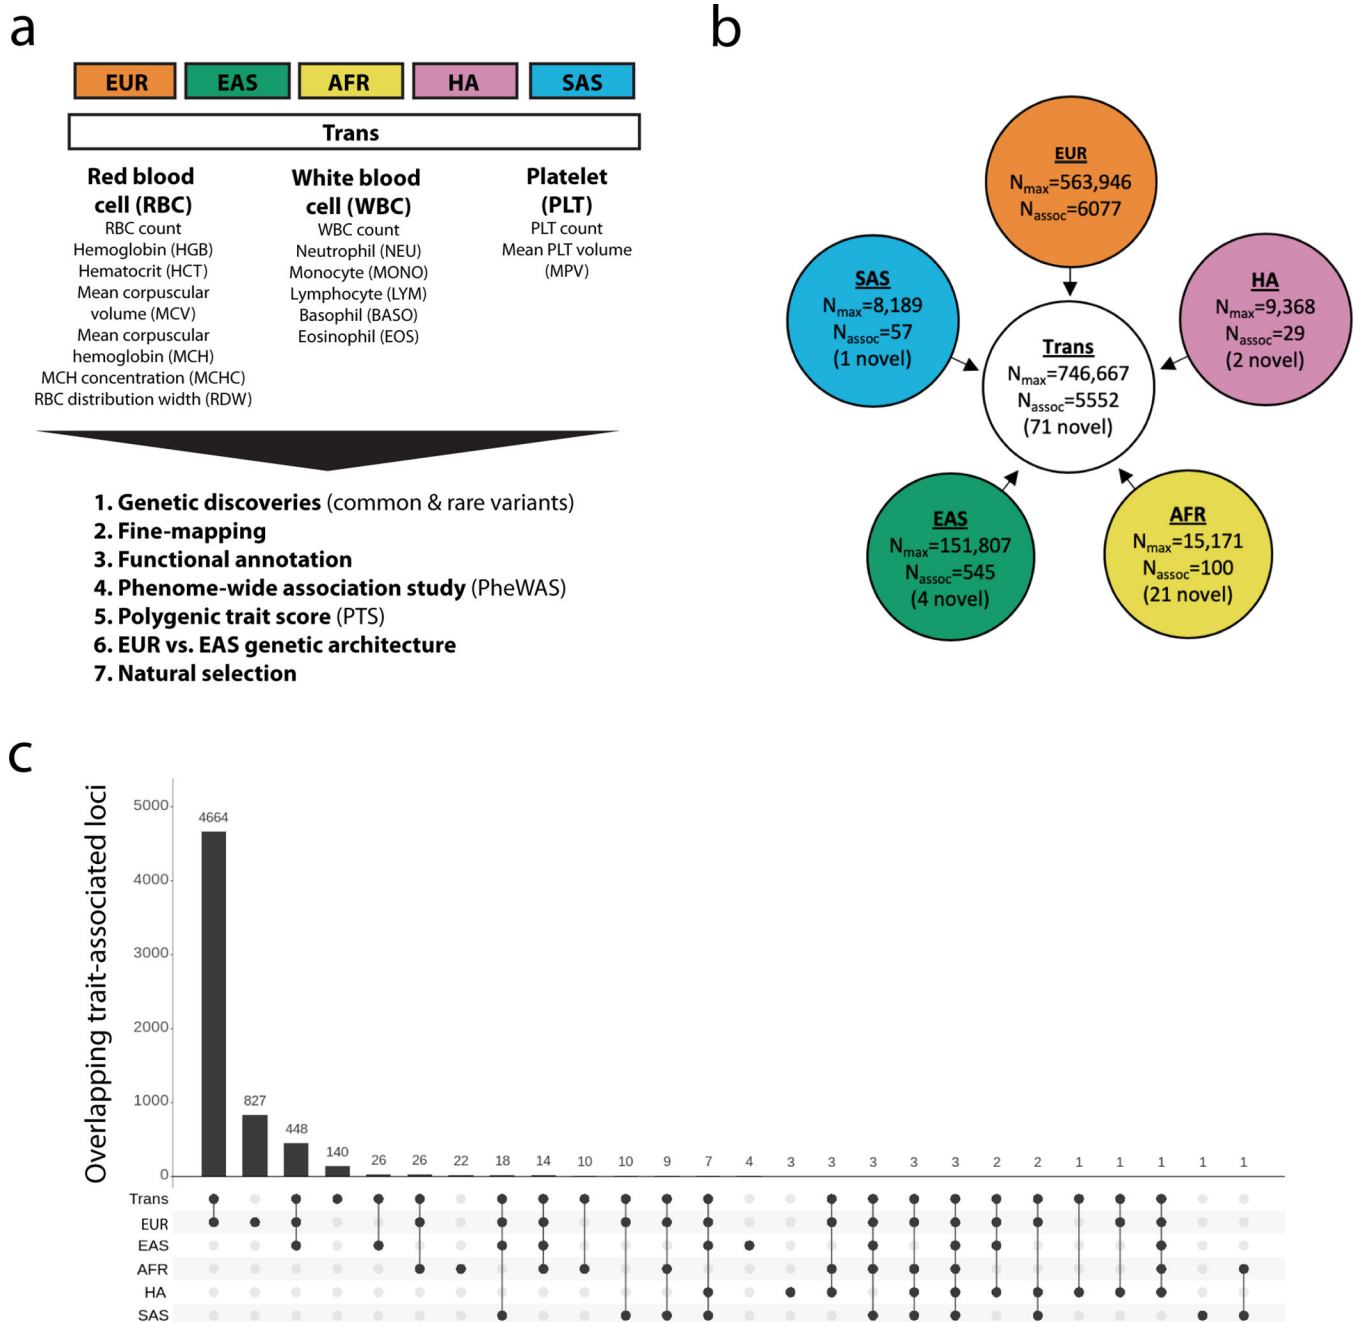 a
EUR EAS AFR HA SAS
Trans
Red blood
cell (RBC)
RBC count
Hemoglobin (HGB)
Hematocrit (HCT)
Mean corpuscular
volume (MCV)
Mean corpuscular
hemoglobin (MCH)
MCH concentration (MCHC)
RBC distribution width (RDW)
White blood
cell (WBC)
WBC count
Neutrophil (NEU)
Monocyte (MONO)
Lymphocyte (LYM)
Basophil (BASO)
Eosinophil (EOS)
Platelet
(PLT)
PLT count
Mean PLT volume
(MPV)
1. Genetic discoveries (common & rare variants)
2. Fine-mapping
3. Functional annotation
4. Phenome-wide association study (PheWAS)
5. Polygenic trait score (PTS)
6. EUR vs. EAS genetic architecture
7. Natural selection
b
EUR
Nmax=563,946
Nassoc=6077
SAS
Nmax=8,189
Nassoc=57
(1 novel)
HA
Nmax=9,368
Nassoc=29
(2 novel)
Trans
Nmax=746,667
Nassoc=5552
(71 novel)
EAS
Nmax=151,807
Nassoc=545
(4 novel)
AFR
Nmax=15,171
Nassoc=100
(21 novel)
c
Overlapping trait-associated loci
5000
4000
3000
2000
1000
0
4664 827 448 140 26 26 22 18 14 10 10 9 7 4 3 3 3 3 3 2 2 1 1 1 1 1
Trans
EUR
EAS
AFR
HA
SAS